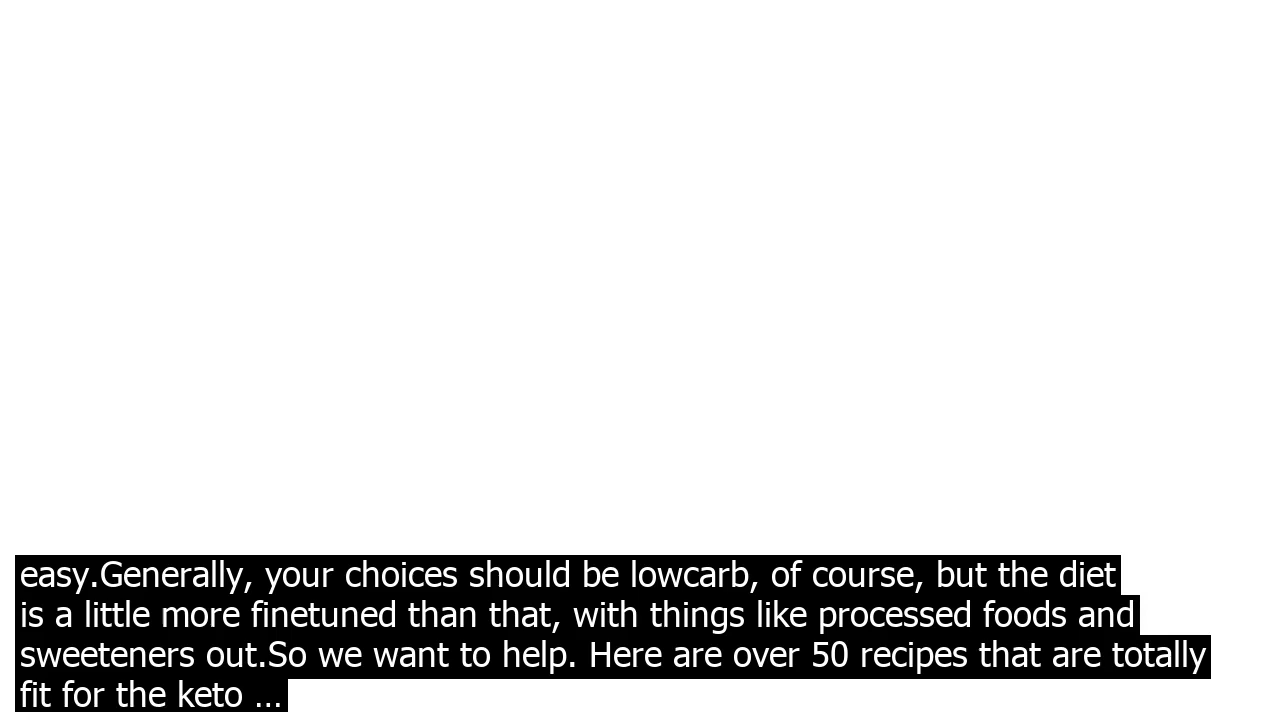 easy.Generally, your choices should be lowcarb, of course, but the diet
is a little more finetuned than that, with things like processed foods and
sweeteners out.So we want to help. Here are over 50 recipes that are totally
fit for the keto ...